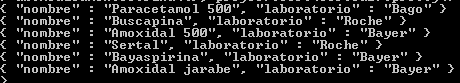 { "nombre" : "Paracetamol 500", "laboratorio" : "Bago" }
{ "nombre" : "Buscapina", "laboratorio" : "Roche" }
{ "nombre" : "Amoxidal 500", "laboratorio" : "Bayer" }
{ "nombre" : "Sertal", "laboratorio" : "Roche" }
{ "nombre" : "Bayaspirina", "laboratorio" : "Bayer" }
{ "nombre" : "Amoxidal jarabe", "laboratorio" : "Bayer" }
>